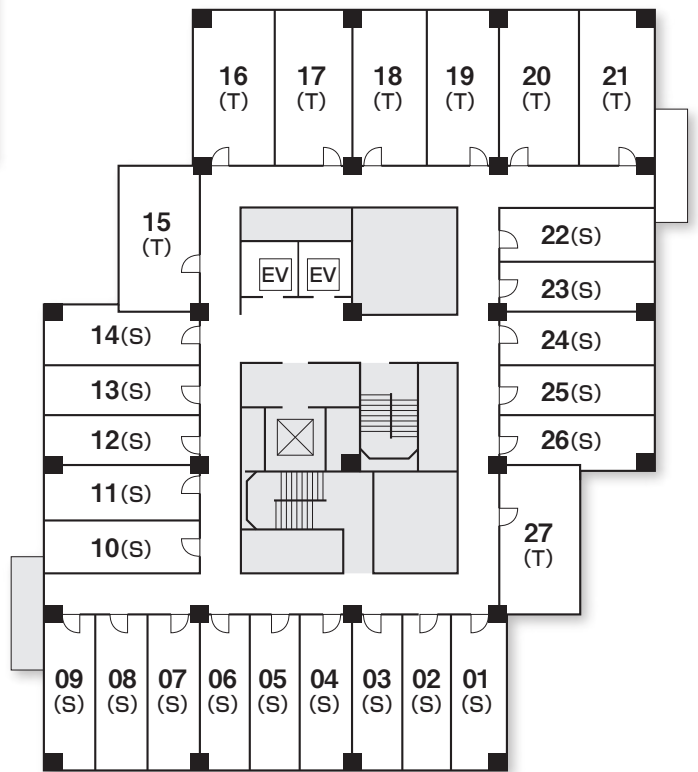 16
(T)
17
(T)
18
(T)
19
(T)
20
(T)
21
(T)
15
(T)
22(S)
EV
EV
23(S)
14(S)
24(S)
13(S)
25(S)
12(S)
26(S)
11(S)
10(S)
27
(T)
09
(S)
08
(S)
07
(S)
06
(S)
05
(S)
04
(S)
03
(S)
02
(S)
01
(S)